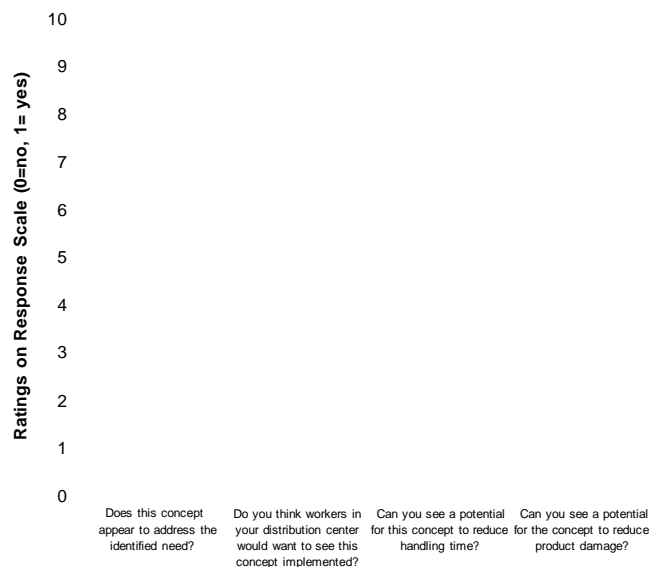 10
9
8
7
6
5
4
3
2
1
0
Ratings on Response Scale (0=no, 1= yes)
Does this concept
appear to address the
identified need?
Do you think workers in
your distribution center
would want to see this
concept implemented?
Can you see a potential
for this concept to reduce
handling time?
Can you see a potential
for the concept to reduce
product damage?